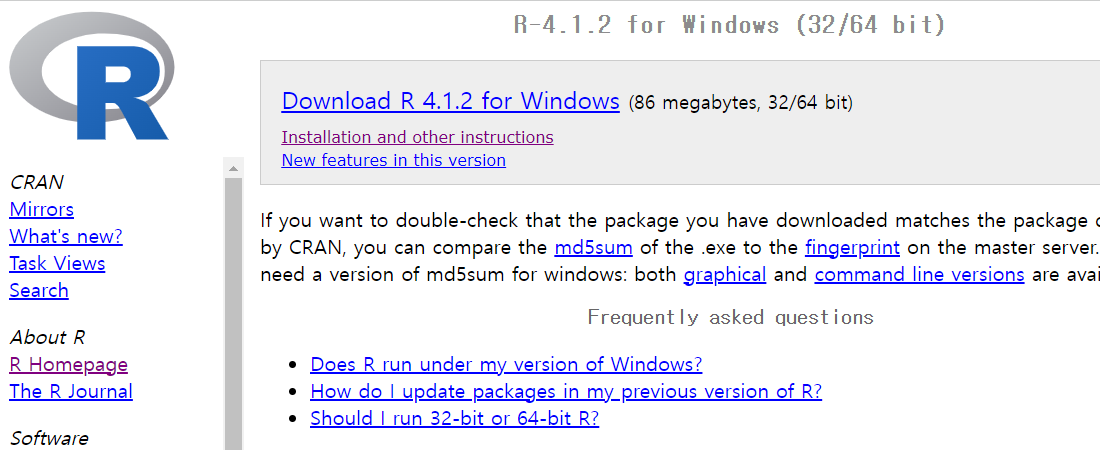 R
R-4.1.2 for Windows (32/64 bit)
Download R 4.1.2 for Windows (86 megabytes, 32/64 bit)
Installation and other instructions
New features in this version
CRAN
Mirrors
What's new?
Task Views
Search
About R
R Homepage
The R Journal
Software
If you want to double-check that the package you have downloaded matches the package
by CRAN, you can compare the md5sum of the .exe to the fingerprint on the master server.
need a version of md5sum for windows: both graphical and command line versions are
Frequently asked questions
Does R run under my version of Windows?
How do I update packages in my previous version of R?
Should I run 32-bit or 64-bit R?